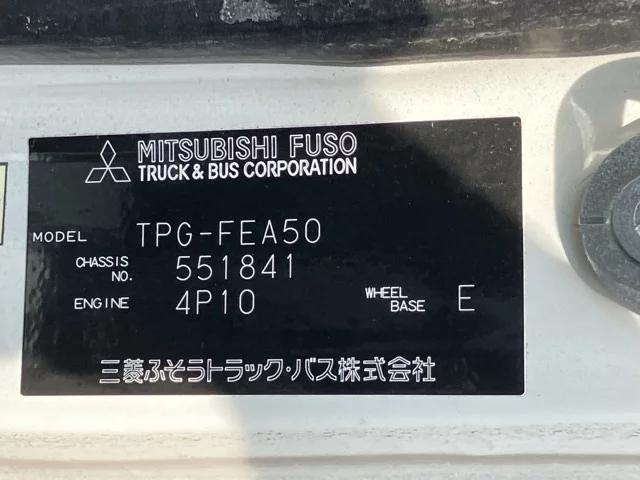 MITSUBISHI FUSO
TRUCK & BUS CORPORATION
MODEL TPG-FEA50
CHASSIS NO. 551841
ENGINE 4P10 WHEEL BASE E
三菱ふそうトラック・バス株式会社